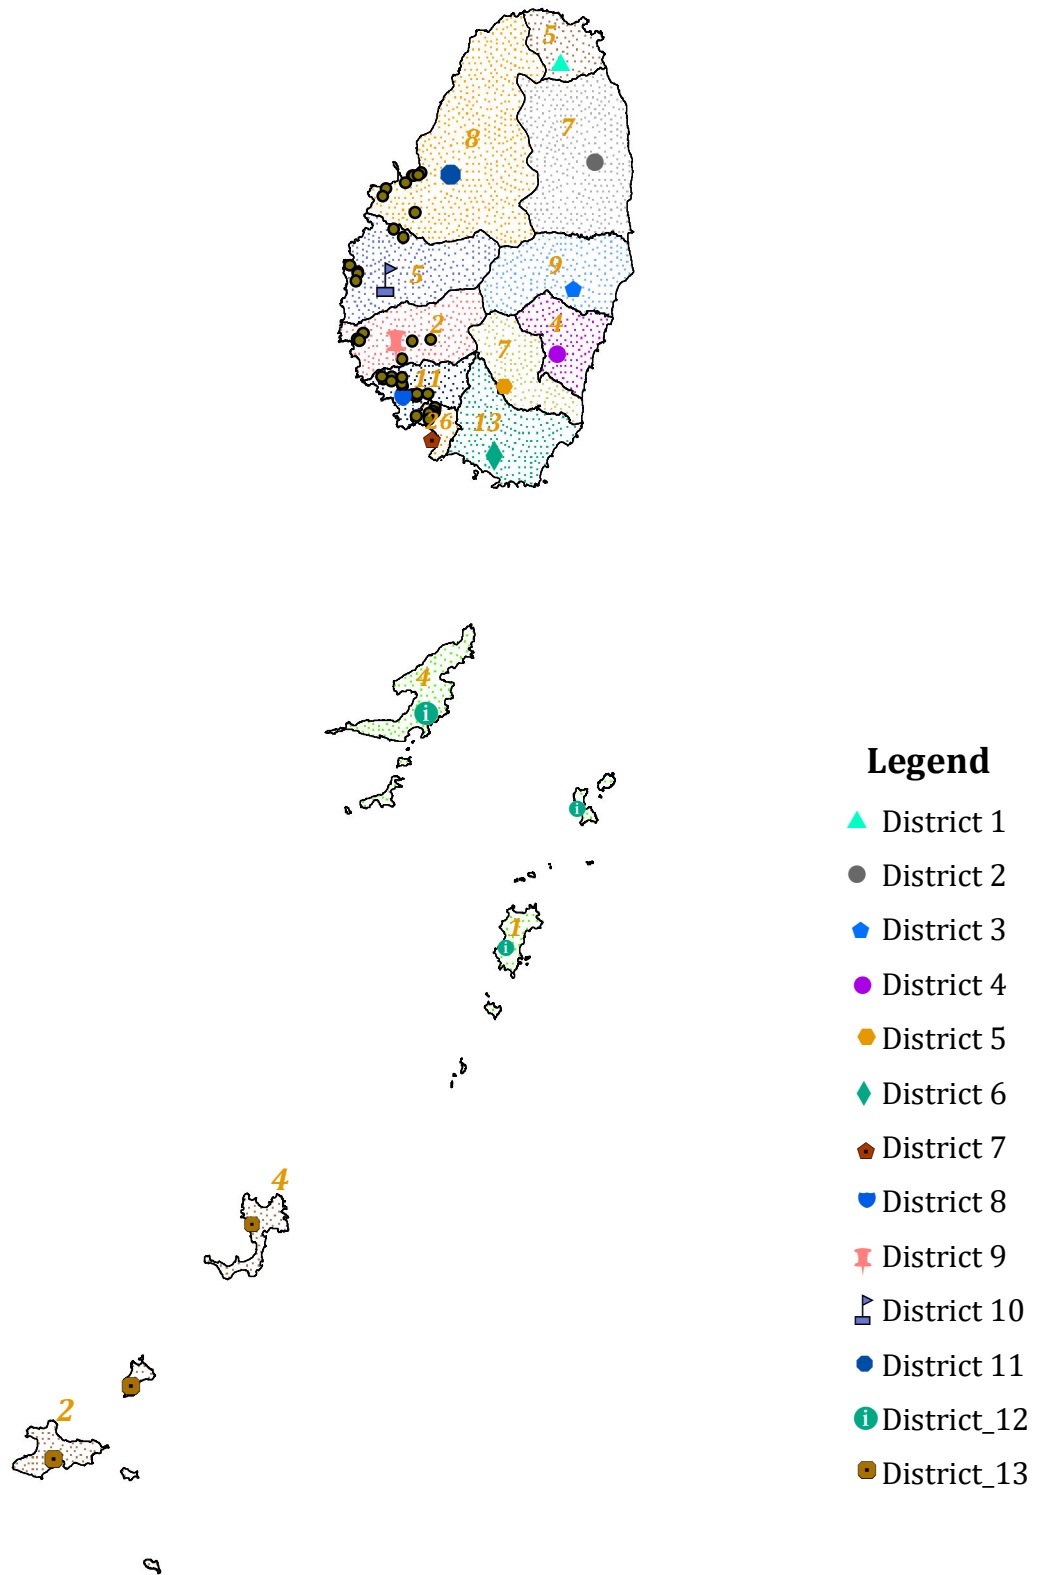 5
7
8
9
5
4
2
7
11
26
13
4
1
4
2
Legend
District 1
District 2
District 3
District 4
District 5
District 6
District 7
District 8
District 9
District 10
District 11
i District_12
District_13
i
i
i